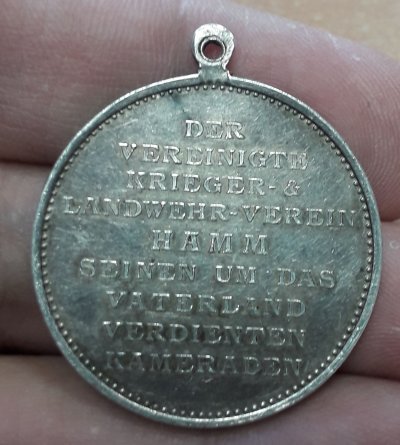 DER
VEREINIGTE
KRIEGER-&
LANDWEHR-VEREIN
HAMM
SEINEN UM DAS
VATERLAND
VERDIENTEN
KAMERADEN